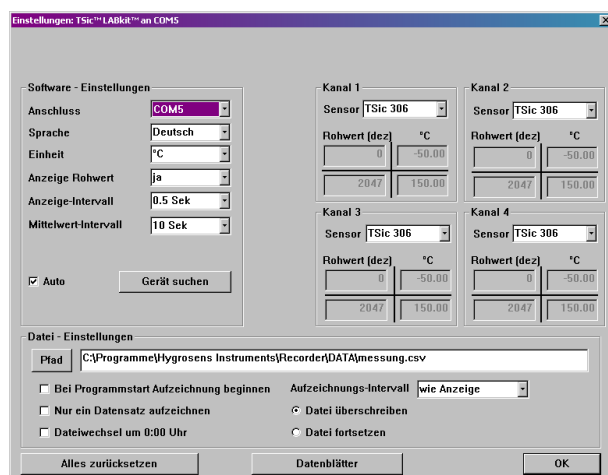 Einstellungen: TSic™ LABkit™ an COM5
Software - Einstellungen
Anschluss COM5
Sprache Deutsch
Einheit °C
Anzeige Rohwert ja
Anzeige-Intervall 0.5 Sek
Mittelwert-Intervall 10 Sek
Auto Gerät suchen
Kanal 1
Sensor TSic 306
Rohwert (dez) °C
0 -50.00
2047 150.00
Kanal 2
Sensor TSic 306
Rohwert (dez) °C
0 -50.00
2047 150.00
Kanal 3
Sensor TSic 306
Rohwert (dez) °C
0 -50.00
2047 150.00
Kanal 4
Sensor TSic 306
Rohwert (dez) °C
0 -50.00
2047 150.00
Datei - Einstellungen
Pfad C:\Programme\Hygrosens Instruments\Recorder\DATA\messung.csv
Bei Programmstart Aufzeichnung beginnen Aufzeichnungs-Intervall wie Anzeige
Nur ein Datensatz aufzeichnen Datei überschreiben
Dateiwechsel um 0:00 Uhr Datei fortsetzen
Alles zurücksetzen Datenblätter OK